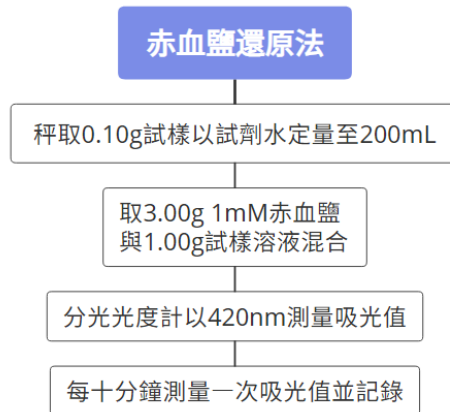 赤血鹽還原法
秤取0.10g試樣以試劑水定量至200mL
取3.00g 1mM赤血鹽
與1.00g試樣溶液混合
分光光度計以420nm測量吸光值
每十分鐘測量一次吸光值並記錄